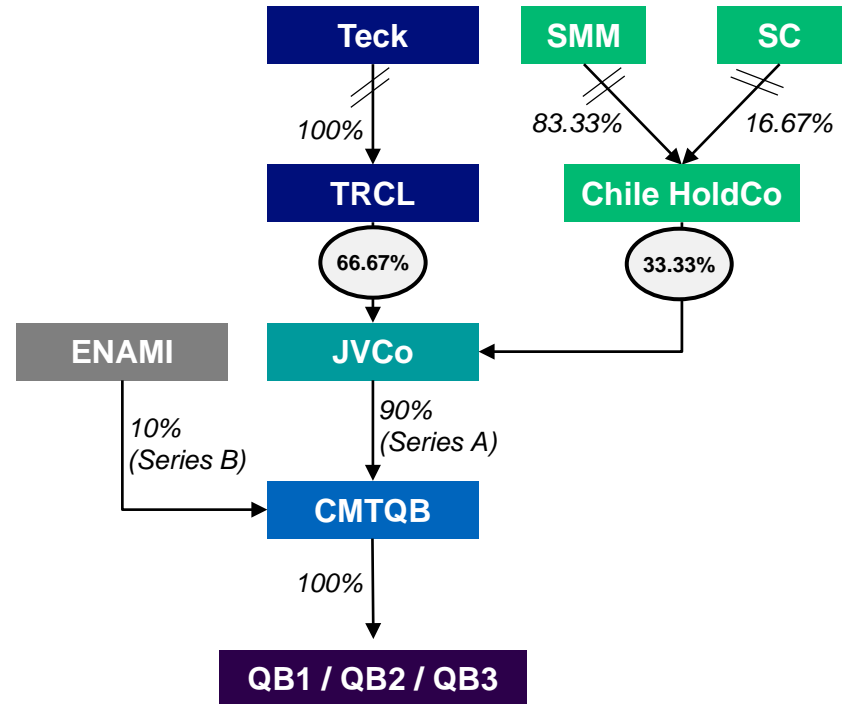 Teck
SMM
SC
100%
83.33%
16.67%
TRCL
Chile HoldCo
66.67%
33.33%
ENAMI
JVCo
10%
(Series B)
90%
(Series A)
CMTQB
100%
QB1 / QB2 / QB3